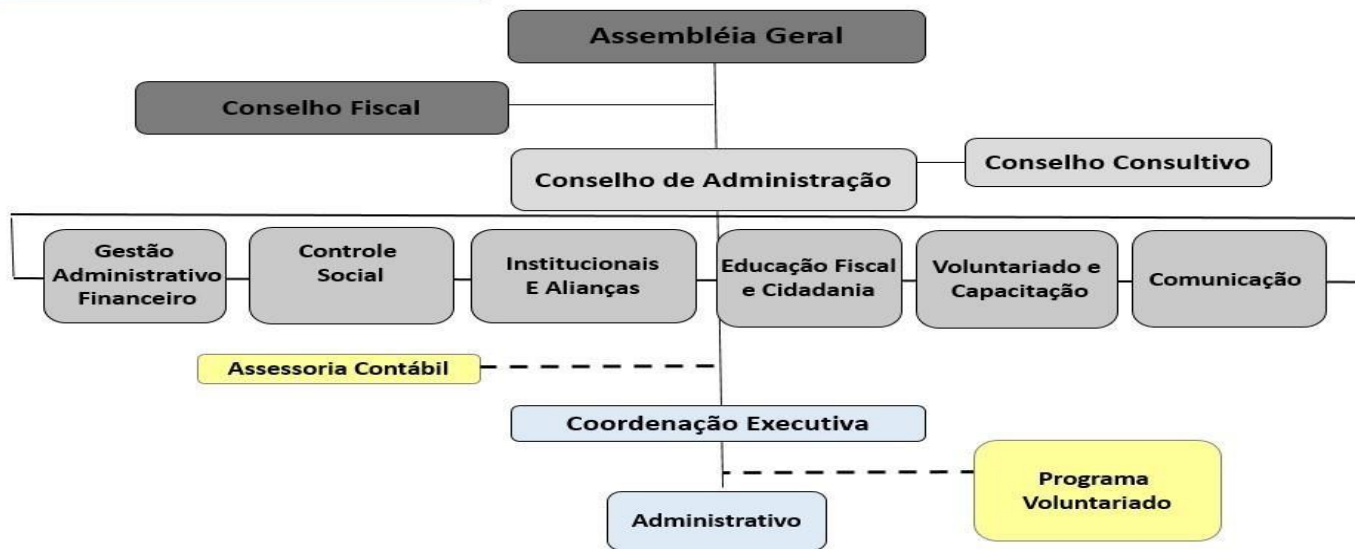 Assembléia Geral
Conselho Fiscal
Conselho de Administração
Conselho Consultivo
Gestão
Administrativo
Financeiro
Controle
Social
Institucionais
E Alianças
Educação Fiscal
e Cidadania
Voluntariado e
Capacitação
Comunicação
Assessoria Contábil
Coordenação Executiva
Programa
Voluntariado
Administrativo